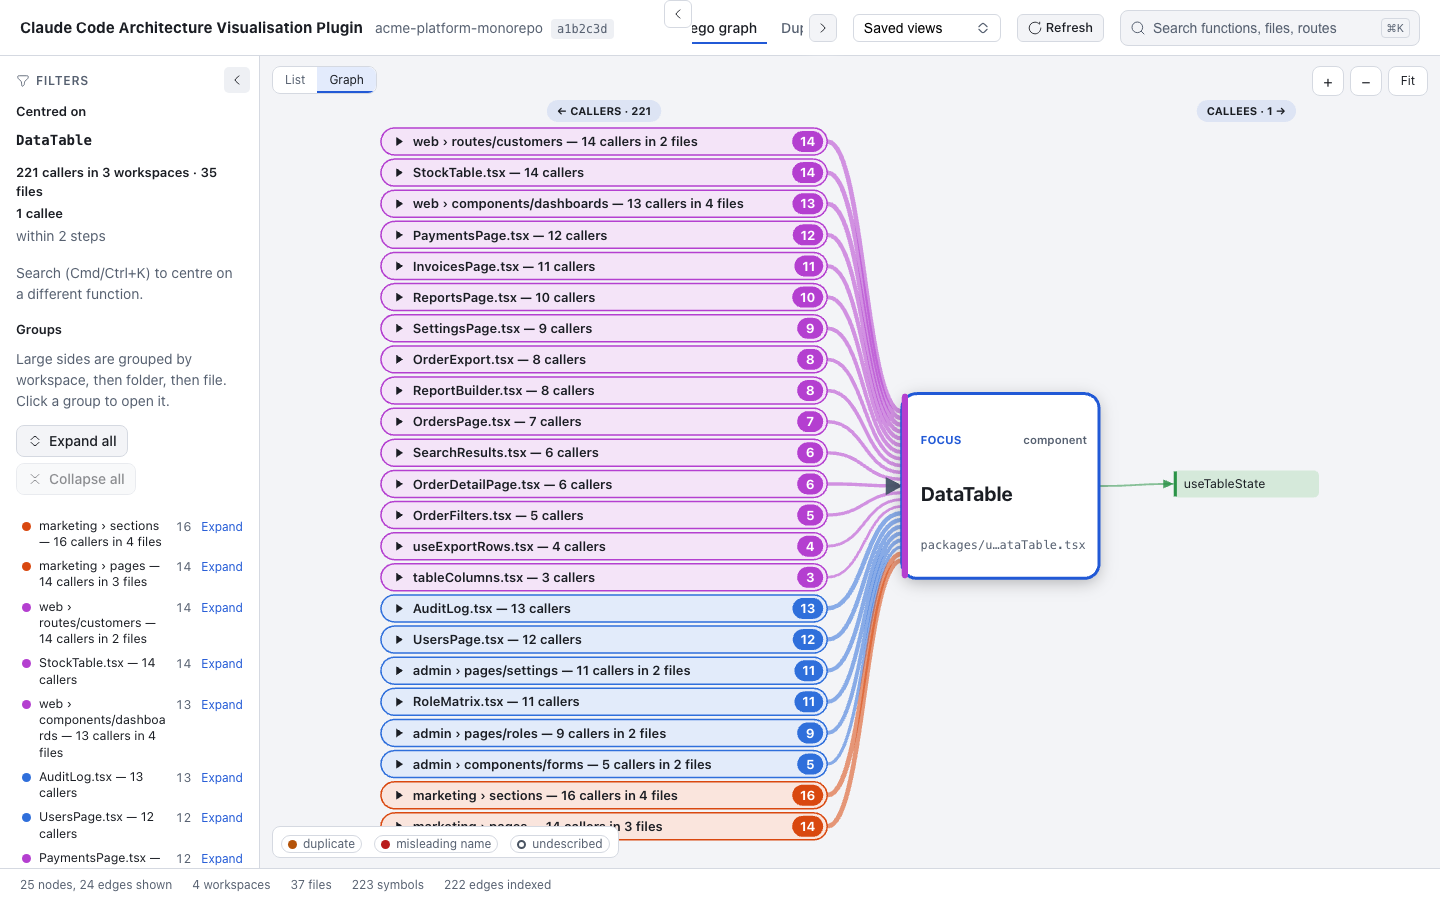 Claude Code Architecture Visualisation Plugin
acme-platform-monorepo
a1b2c3d
ego graph
Saved views
Refresh
Search functions, files, routes
⌘K
FILTERS
Centred on
DataTable
221 callers in 3 workspaces · 35
files
1 callee
within 2 steps
Search (Cmd/Ctrl+K) to centre on
a different function.
Groups
Large sides are grouped by
workspace, then folder, then file.
Click a group to open it.
Expand all
Collapse all
marketing › sections
— 16 callers in 4 files
16 Expand
marketing › pages —
14 callers in 3 files
14 Expand
web ›
routes/customers —
14 callers in 2 files
14 Expand
StockTable.tsx — 14
callers
14 Expand
web ›
components/dashboa
rds — 13 callers in 4
files
13 Expand
AuditLog.tsx — 13
callers
13 Expand
UsersPage.tsx — 12
callers
12 Expand
PaymentsPage.tsx —
12 Expand
List
Graph
+
−
Fit
← CALLERS · 221
CALLEES · 1 →
web › routes/customers — 14 callers in 2 files 14
StockTable.tsx — 14 callers 14
web › components/dashboards — 13 callers in 4 files 13
PaymentsPage.tsx — 12 callers 12
InvoicesPage.tsx — 11 callers 11
ReportsPage.tsx — 10 callers 10
SettingsPage.tsx — 9 callers 9
OrderExport.tsx — 8 callers 8
ReportBuilder.tsx — 8 callers 8
OrdersPage.tsx — 7 callers 7
SearchResults.tsx — 6 callers 6
OrderDetailPage.tsx — 6 callers 6
OrderFilters.tsx — 5 callers 5
useExportRows.tsx — 4 callers 4
tableColumns.tsx — 3 callers 3
AuditLog.tsx — 13 callers 13
UsersPage.tsx — 12 callers 12
admin › pages/settings — 11 callers in 2 files 11
RoleMatrix.tsx — 11 callers 11
admin › pages/roles — 9 callers in 2 files 9
admin › components/forms — 5 callers in 2 files 5
marketing › sections — 16 callers in 4 files 16
marketing › pages — 14 callers in 3 files 14
FOCUS
component
DataTable
packages/u…ataTable.tsx
useTableState
duplicate
misleading name
undescribed
25 nodes, 24 edges shown
4 workspaces
37 files
223 symbols
222 edges indexed